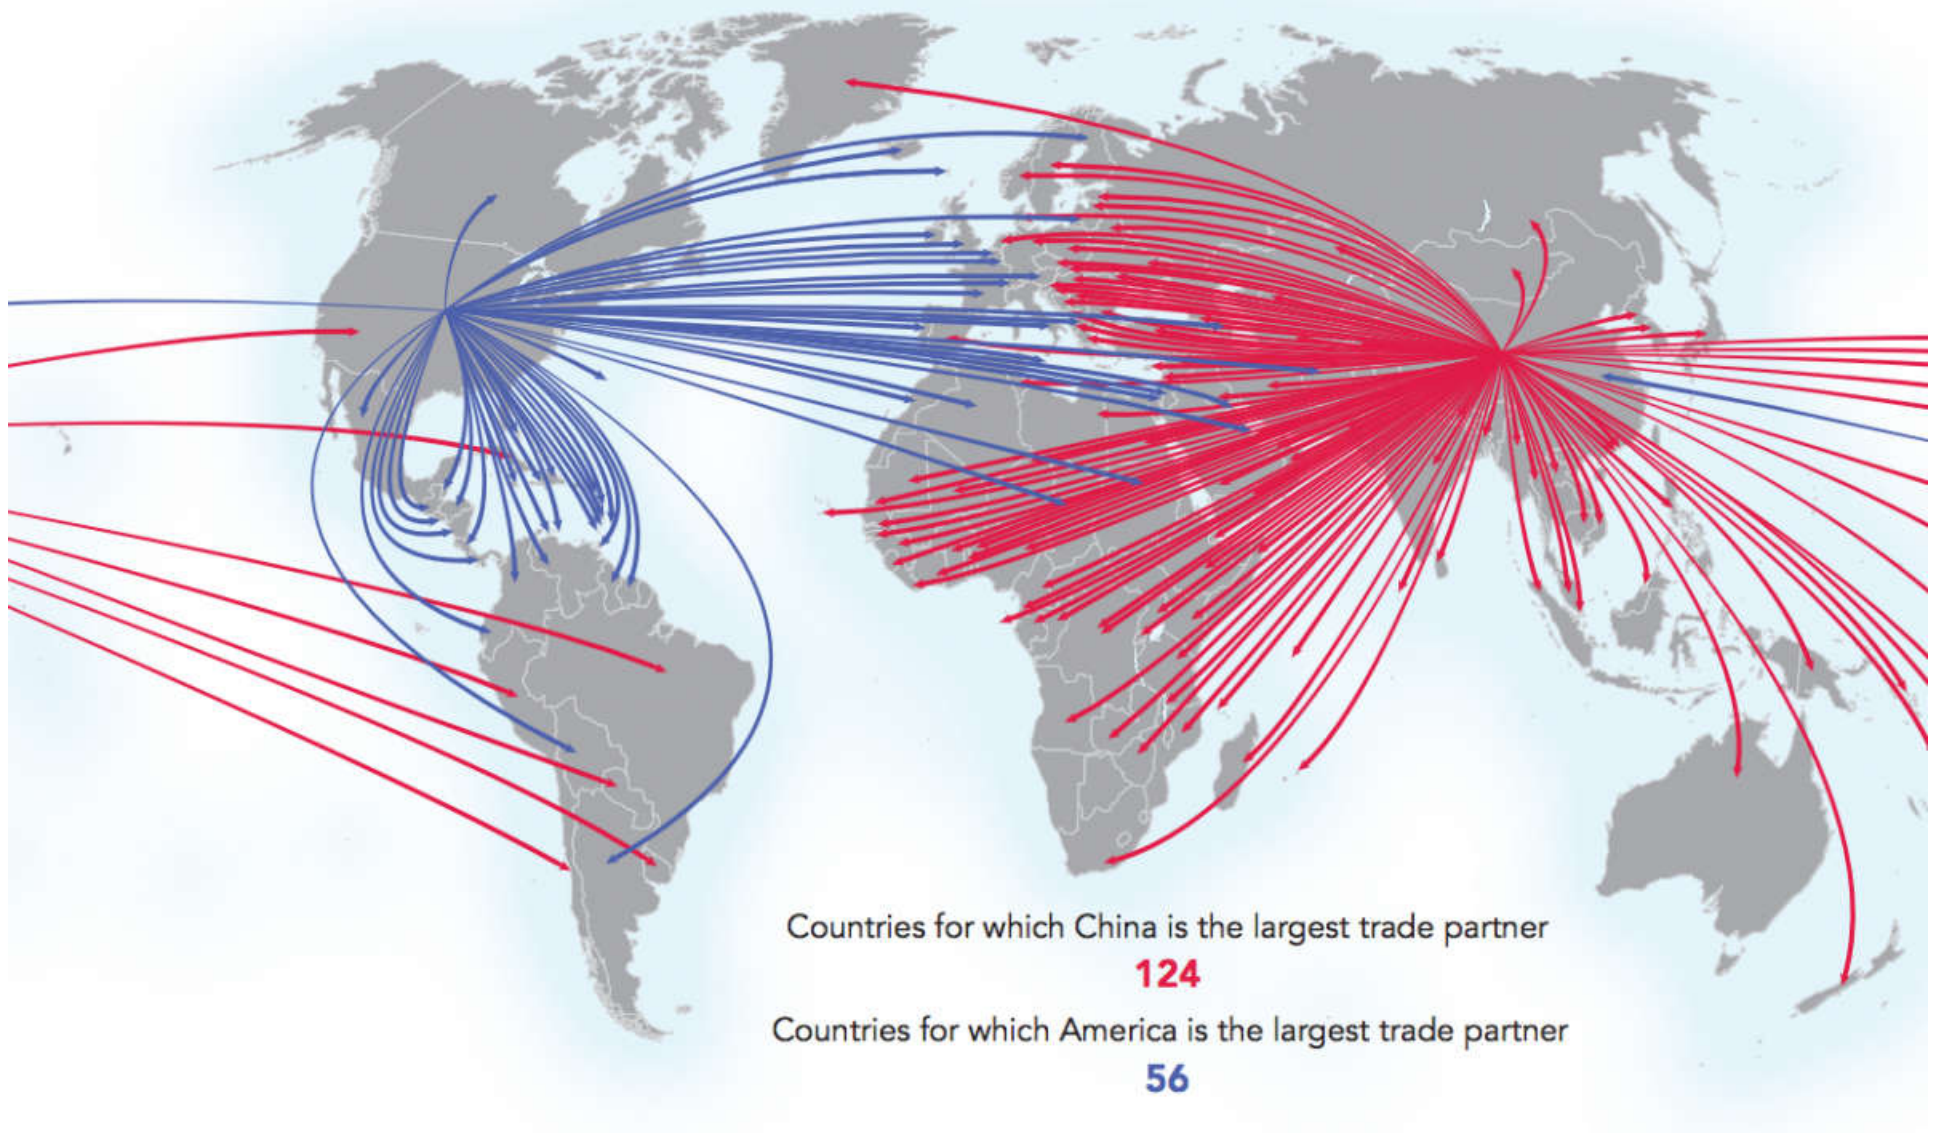 Countries for which China is the largest trade partner
124
Countries for which America is the largest trade partner
56